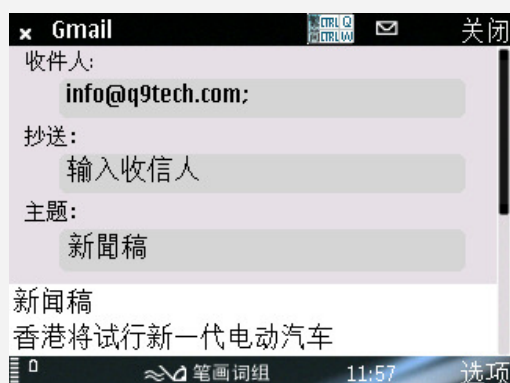 Gmail
繁 CTRL Q
简 CTRL W
关闭
收件人:
info@q9tech.com;
抄送:
输入收信人
主题:
新聞稿
新闻稿
香港将试行新一代电动汽车
笔画词组
11:57
选项